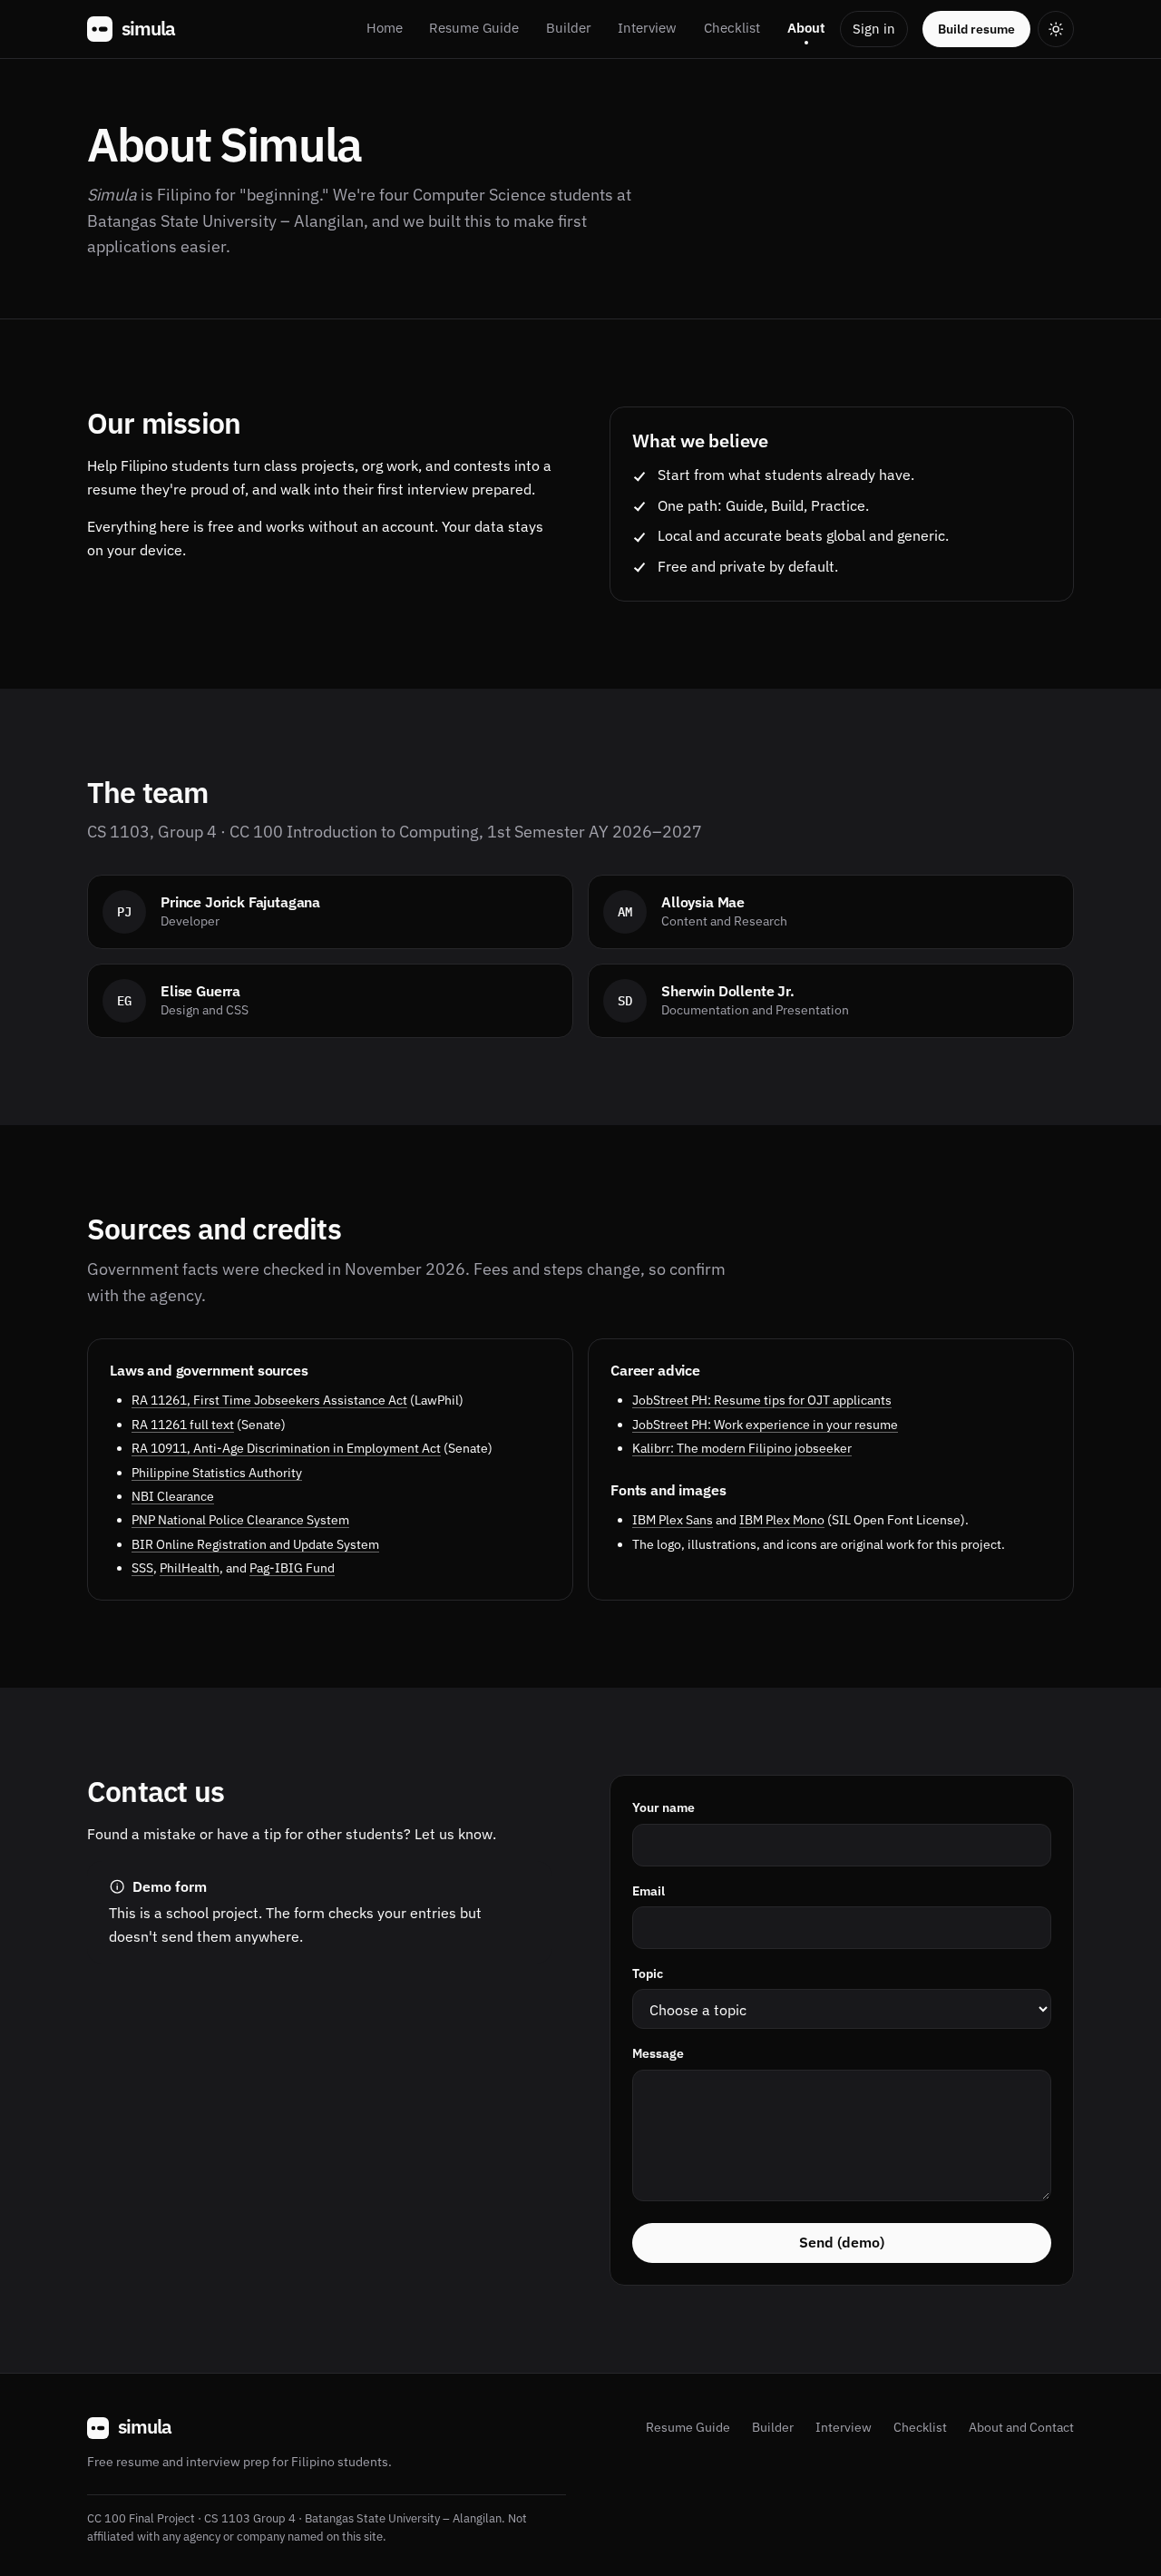 simula
Home Resume Guide Builder Interview Checklist About Sign in Build resume
About Simula
Simula is Filipino for "beginning." We're four Computer Science students at
Batangas State University – Alangilan, and we built this to make first
applications easier.
Our mission
Help Filipino students turn class projects, org work, and contests into a
resume they're proud of, and walk into their first interview prepared.
Everything here is free and works without an account. Your data stays
on your device.
What we believe
Start from what students already have.
One path: Guide, Build, Practice.
Local and accurate beats global and generic.
Free and private by default.
The team
CS 1103, Group 4 · CC 100 Introduction to Computing, 1st Semester AY 2026–2027
PJ
Prince Jorick Fajutagana
Developer
AM
Alloysia Mae
Content and Research
EG
Elise Guerra
Design and CSS
SD
Sherwin Dollente Jr.
Documentation and Presentation
Sources and credits
Government facts were checked in November 2026. Fees and steps change, so confirm
with the agency.
Laws and government sources
RA 11261, First Time Jobseekers Assistance Act (LawPhil)
RA 11261 full text (Senate)
RA 10911, Anti-Age Discrimination in Employment Act (Senate)
Philippine Statistics Authority
NBI Clearance
PNP National Police Clearance System
BIR Online Registration and Update System
SSS, PhilHealth, and Pag-IBIG Fund
Career advice
JobStreet PH: Resume tips for OJT applicants
JobStreet PH: Work experience in your resume
Kalibrr: The modern Filipino jobseeker
Fonts and images
IBM Plex Sans and IBM Plex Mono (SIL Open Font License).
The logo, illustrations, and icons are original work for this project.
Contact us
Found a mistake or have a tip for other students? Let us know.
Demo form
This is a school project. The form checks your entries but
doesn't send them anywhere.
Your name
Email
Topic
Choose a topic
Message
Send (demo)
simula
Resume Guide Builder Interview Checklist About and Contact
Free resume and interview prep for Filipino students.
CC 100 Final Project · CS 1103 Group 4 · Batangas State University – Alangilan. Not
affiliated with any agency or company named on this site.